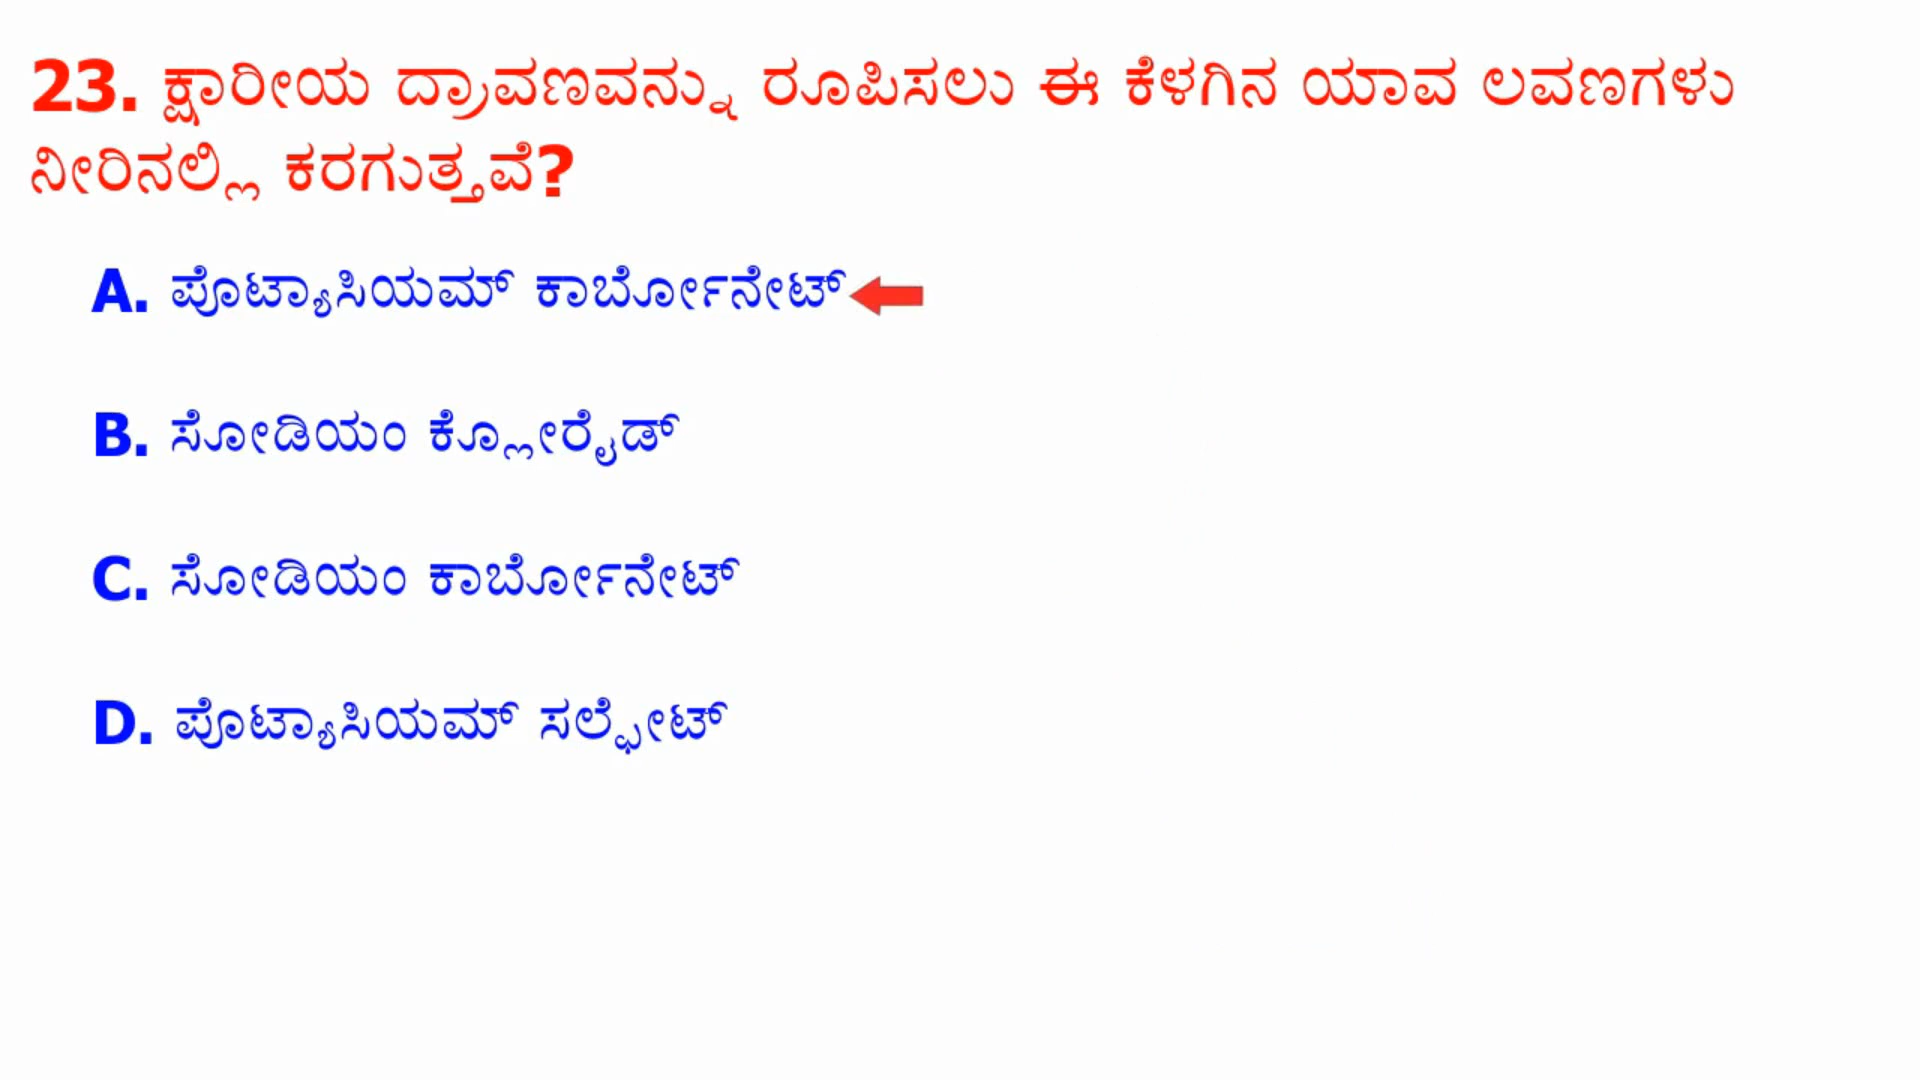 23. ಕ್ಷಾರೀಯ ದ್ರಾವಣವನ್ನು ರೂಪಿಸಲು ಈ ಕೆಳಗಿನ ಯಾವ ಲವಣಗಳು
ನೀರಿನಲ್ಲಿ ಕರಗುತ್ತವೆ?
A. ಪೊಟ್ಯಾಸಿಯಮ್ ಕಾರ್ಬೋನೇಟ್
B. ಸೋಡಿಯಂ ಕ್ಲೋರೈಡ್
C. ಸೋಡಿಯಂ ಕಾರ್ಬೋನೇಟ್
D. ಪೊಟ್ಯಾಸಿಯಮ್ ಸಲ್ಫೇಟ್